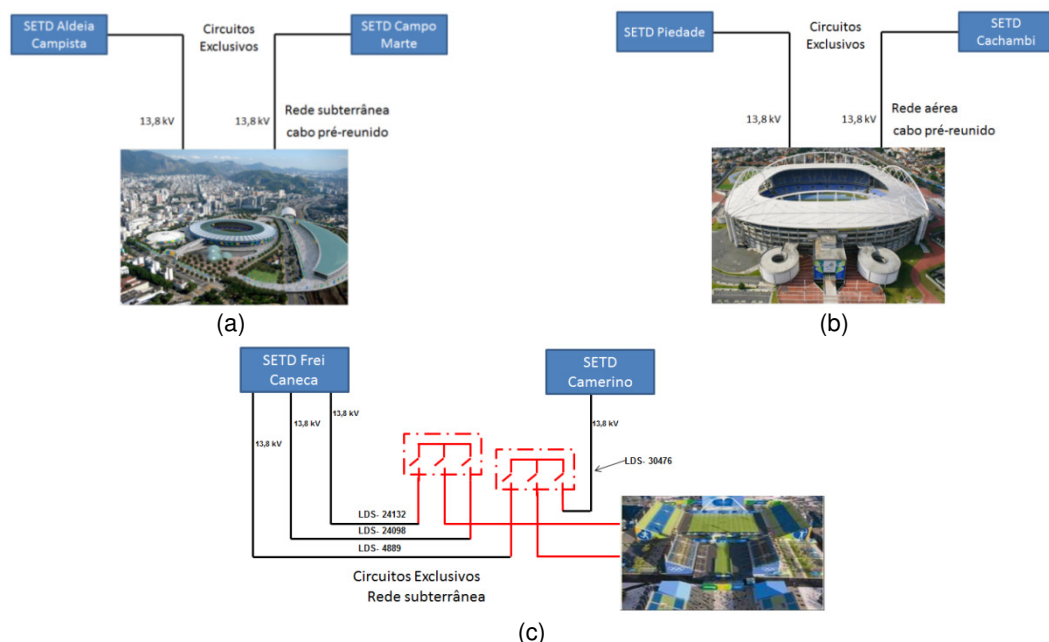 SETD Aldeia
Campista
Circuitos
Exclusivos
SETD Campo
Marte
13,8 kV
13,8 kV
Rede subterrânea
cabo pré-reunido
(a)
SETD Piedade
Circuitos
Exclusivos
SETD
Cachambi
13,8 kV
13,8 kV
Rede aérea
cabo pré-reunido
(b)
SETD Frei
Caneca
SETD
Camerino
13,8 kV
13,8 kV
13,8 kV
13,8 kV
LDS- 30476
LDS- 24132
LDS- 24098
LDS- 4889
Circuitos Exclusivos
Rede subterrânea
(c)